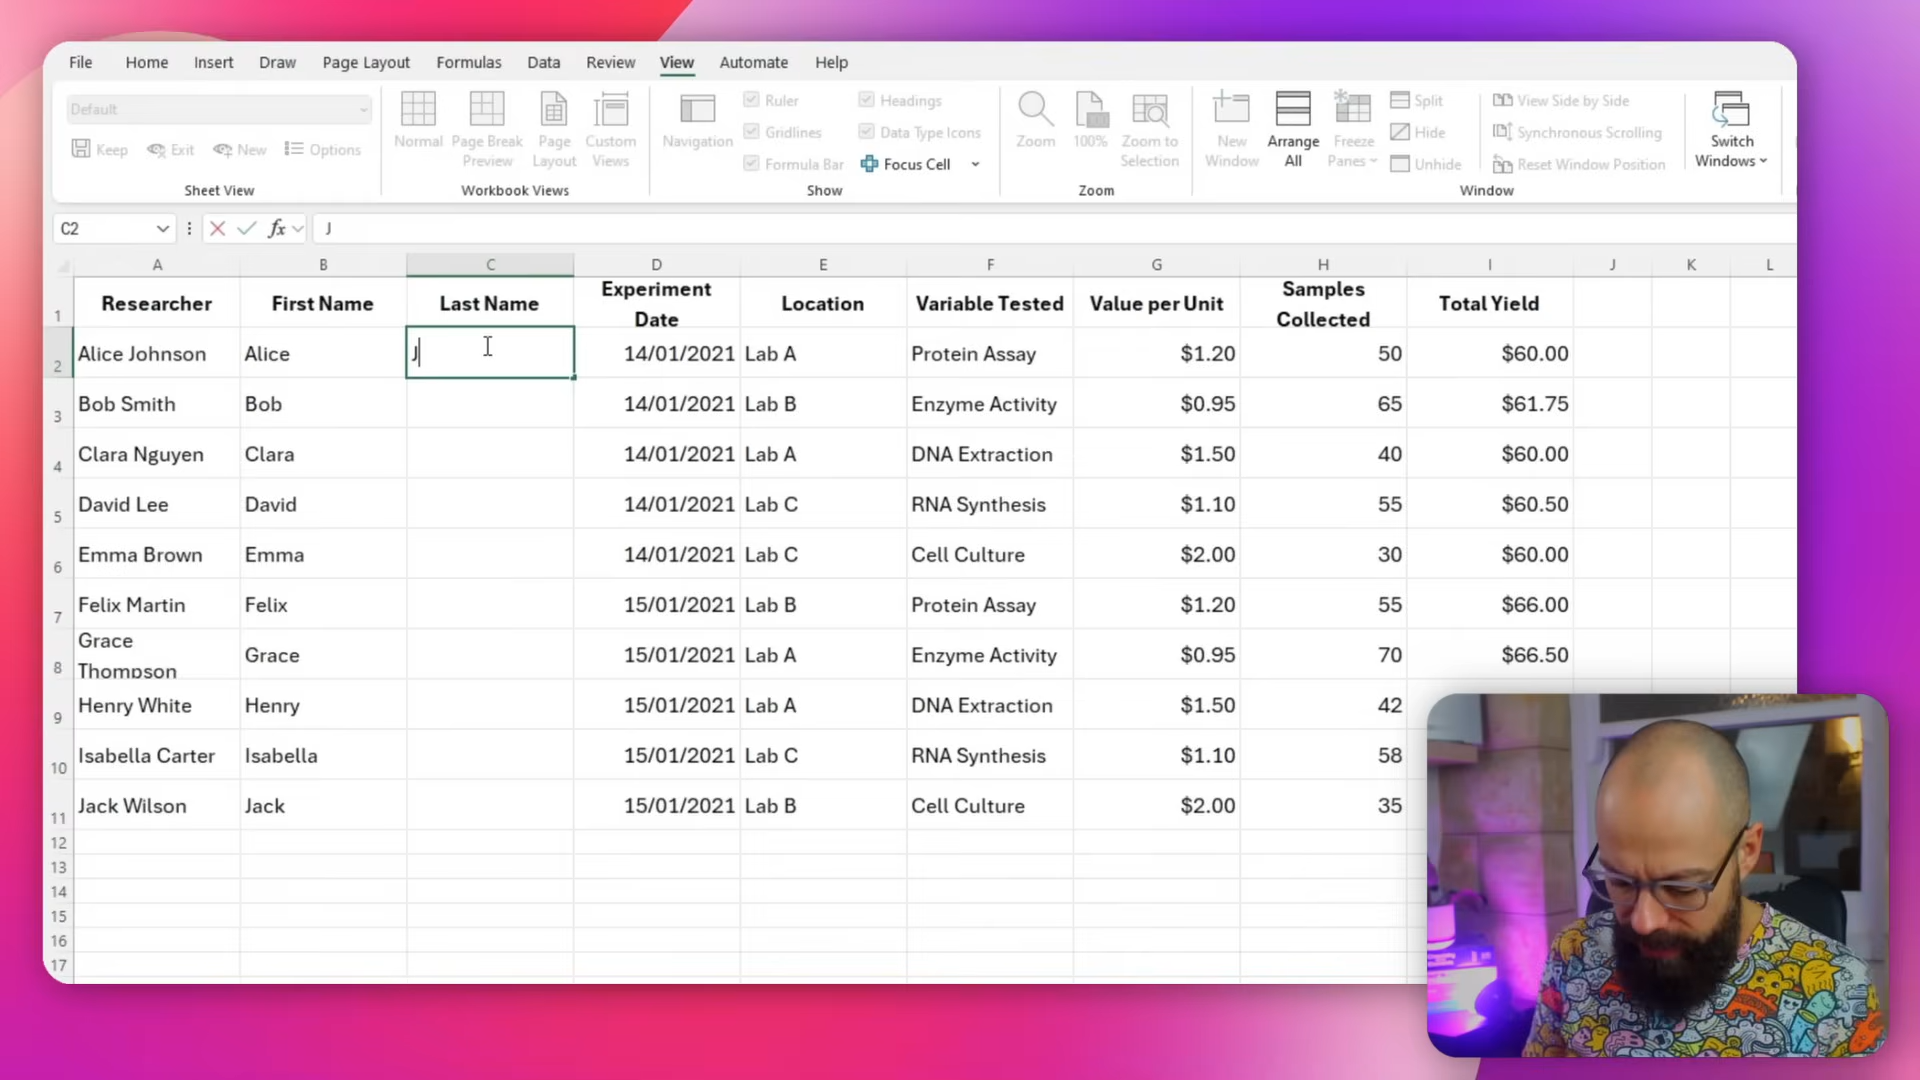 File Home Insert Draw Page Layout Formulas Data Review View Automate Help
Default
Keep Exit New Options
Sheet View
Normal
Page Break
Preview
Page
Layout
Custom
Views
Workbook Views
Navigation
Ruler
Gridlines
Formula Bar
Headings
Data Type Icons
Focus Cell
Show
Zoom
100%
Zoom to
Selection
Zoom
New
Window
Arrange
All
Freeze
Panes
Split
Hide
Unhide
View Side by Side
Synchronous Scrolling
Reset Window Position
Window
Switch
Windows
C2 fx J
A B C D E F G H I J K L
1 Researcher First Name Last Name Experiment Date Location Variable Tested Value per Unit Samples Collected Total Yield
2 Alice Johnson Alice J 14/01/2021 Lab A Protein Assay $1.20 50 $60.00
3 Bob Smith Bob 14/01/2021 Lab B Enzyme Activity $0.95 65 $61.75
4 Clara Nguyen Clara 14/01/2021 Lab A DNA Extraction $1.50 40 $60.00
5 David Lee David 14/01/2021 Lab C RNA Synthesis $1.10 55 $60.50
6 Emma Brown Emma 14/01/2021 Lab C Cell Culture $2.00 30 $60.00
7 Felix Martin Felix 15/01/2021 Lab B Protein Assay $1.20 55 $66.00
8 Grace Thompson Grace 15/01/2021 Lab A Enzyme Activity $0.95 70 $66.50
9 Henry White Henry 15/01/2021 Lab A DNA Extraction $1.50 42
10 Isabella Carter Isabella 15/01/2021 Lab C RNA Synthesis $1.10 58
11 Jack Wilson Jack 15/01/2021 Lab B Cell Culture $2.00 35
12
13
14
15
16
17